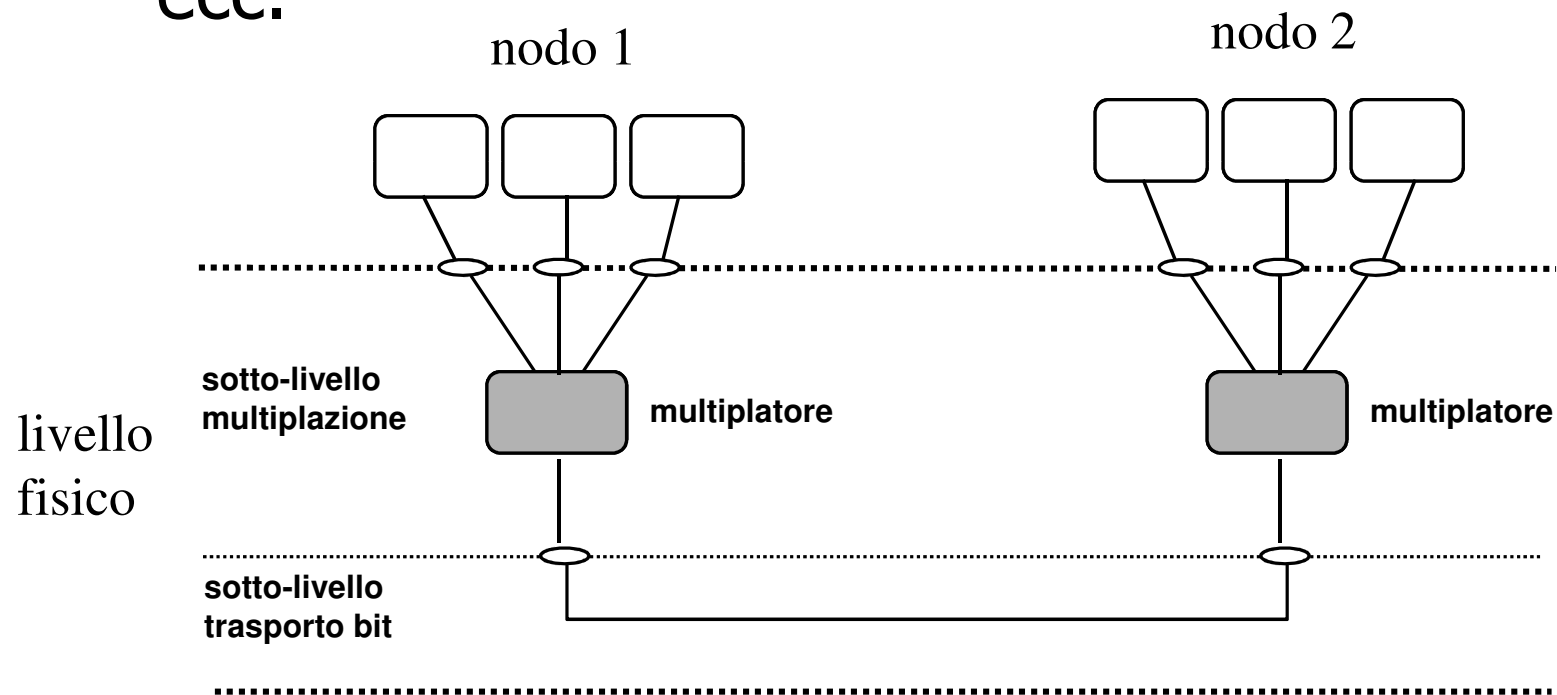 ecc.
nodo 1
nodo 2
sotto-livello
multiplazione
multiplatore
multiplatore
livello
fisico
sotto-livello
trasporto bit